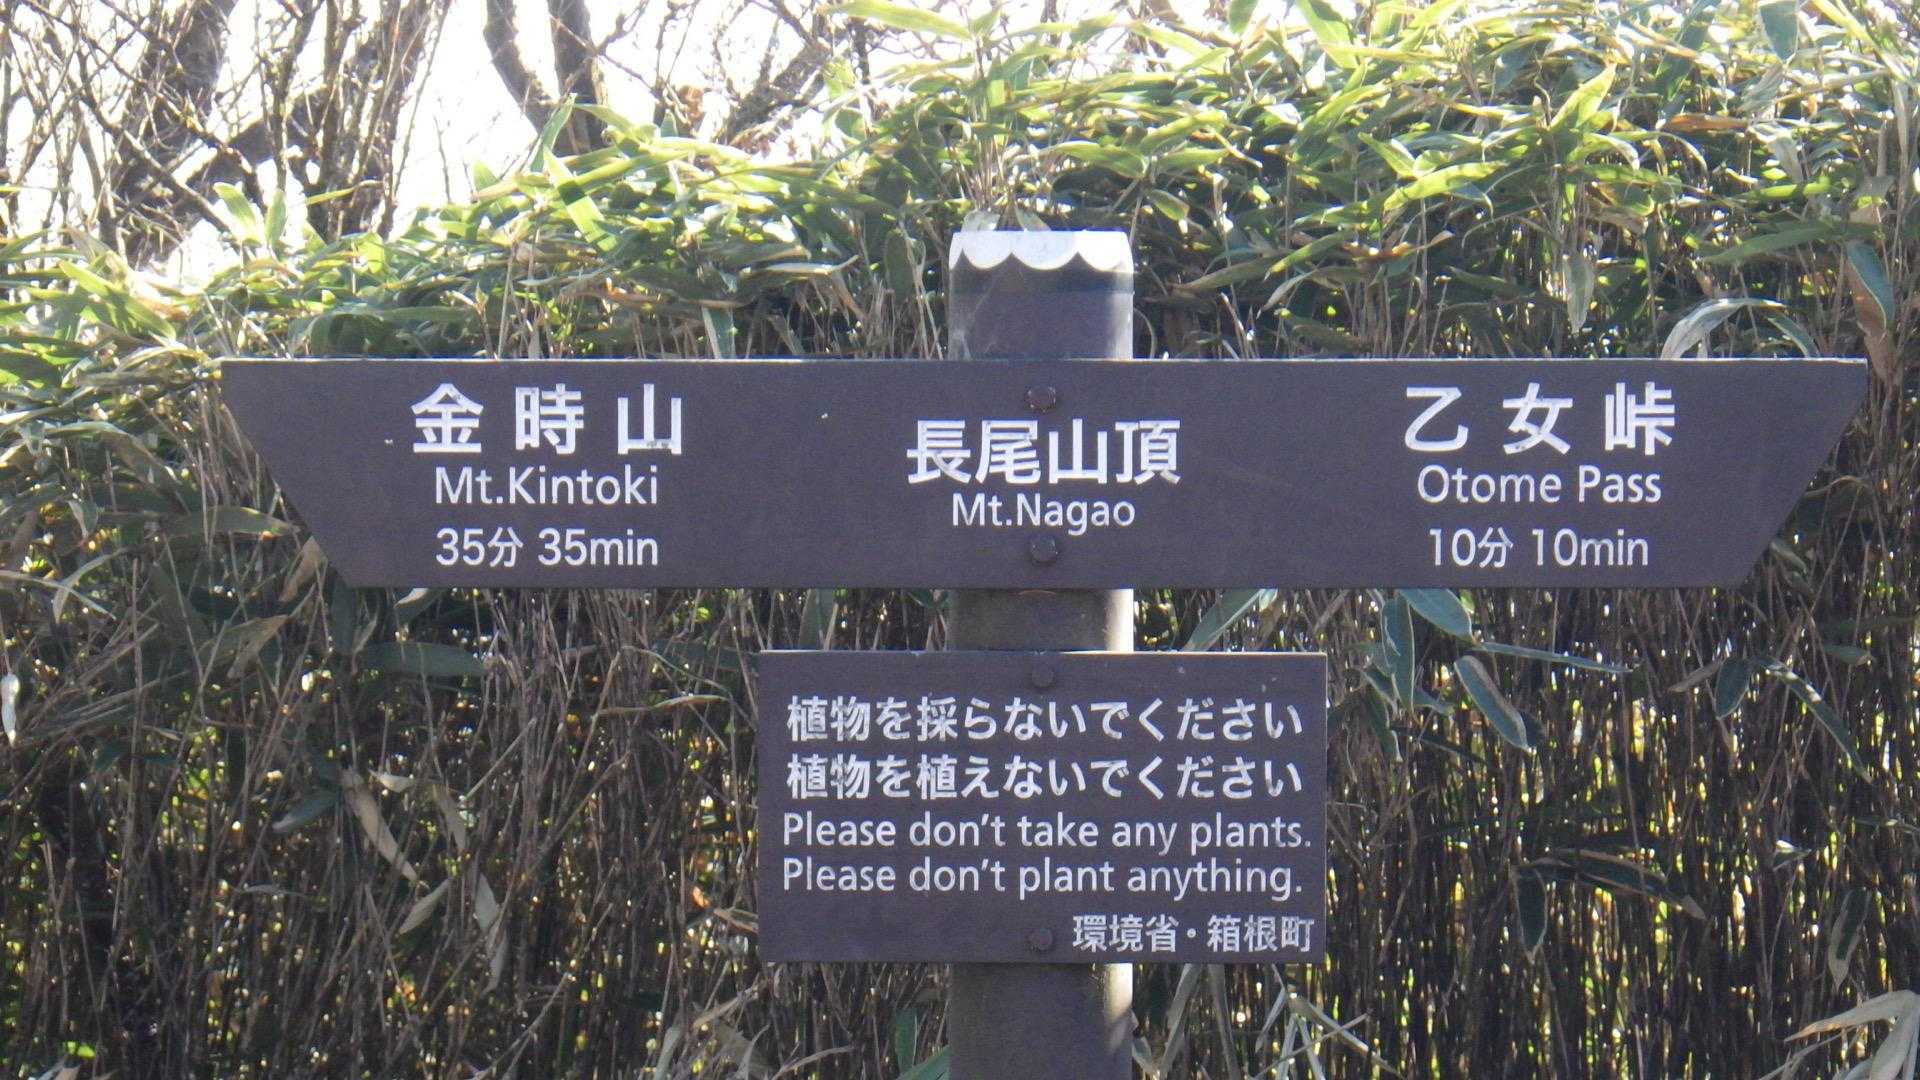 金時山
Mt.Kintoki
35分 35min
長尾山頂
Mt.Nagao
乙女峠
Otome Pass
10分 10min
植物を採らないでください
植物を植えないでください
Please don't take any plants.
Please don't plant anything.
環境省・箱根町